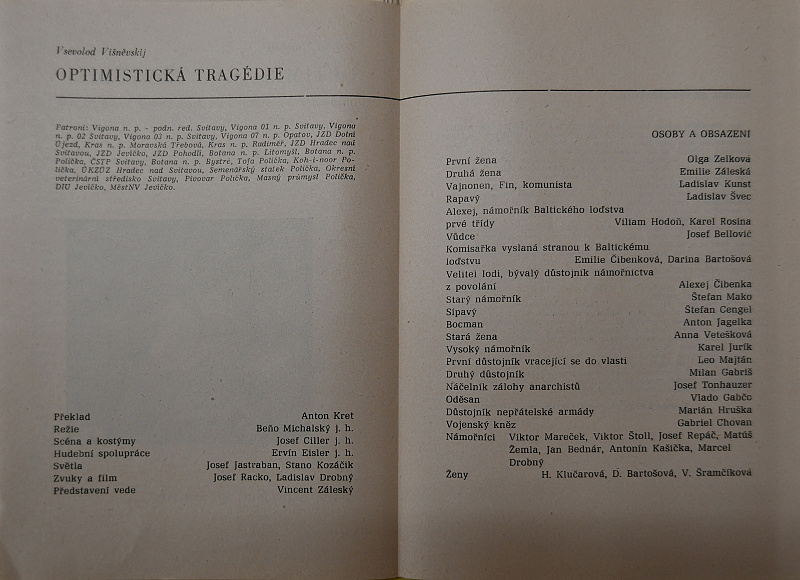 Vsevolod Višněvskij
OPTIMISTICKÁ TRAGÉDIE
Patroni: Vigona n. p. - podn. řed. Svitavy, Vigona 01 n. p. Svitavy, Vigona
n. p. 02 Svitavy, Vigona 03 n. p. Svitavy, Vigona 07 n. p. Opatov, JZD Dolní
Újezd, Kras n. p. Moravská Třebová, Kras n. p. Radiměř, JZD Hradec nad
Svitavou, JZD Jevíčko, JZD Pohodlí, Botana n. p. Litomyšl, Botana n. p.
Polička, ČSTP Svitavy, Botana n. p. Bystré, Tofa Polička, Koh-i-noor Po-
lička, ÚKZÚZ Hradec nad Svitavou, Semenářský statek Polička, Okresní
veterinární středisko Svitavy, Pivovar Polička, Masný průmysl Polička,
DIU Jevíčko, MěstNV Jevíčko.
Překlad Anton Kret
Režie Beňo Michalský j. h.
Scéna a kostýmy Josef Ciller j. h.
Hudební spolupráce Ervín Eisler j. h.
Světla Josef Jastraban, Stano Kozáčik
Zvuky a film Josef Racko, Ladislav Drobný
Představení vede Vincent Záleský
OSOBY A OBSAZENÍ
První žena Olga Zelková
Druhá žena Emilie Záleská
Vajnonen, Fin, komunista Ladislav Kunst
Rapavý Ladislav Švec
Alexej, námořník Baltického loďstva
prvé třídy Viliam Hodoň, Karel Rosina
Vůdce Josef Bellovič
Komisařka vyslaná stranou k Baltickému
loďstvu Emilie Čibenková, Darina Bartošová
Velitel lodi, bývalý důstojník námořnictva
z povolání Alexej Čibenka
Starý námořník Štefan Mako
Sípavý Štefan Cengel
Bocman Anton Jagelka
Stará žena Anna Vetešková
Vysoký námořník Karel Jurík
První důstojník vracející se do vlasti Leo Majtán
Druhý důstojník Milan Gabriš
Náčelník zálohy anarchistů Josef Tonhauzer
Oděsan Vlado Gabčo
Důstojník nepřátelské armády Marián Hruška
Vojenský kněz Gabriel Chovan
Námořníci Viktor Mareček, Viktor Štoll, Josef Repáč, Matúš
Žemla, Jan Bednár, Antonín Kašička, Marcel
Drobný
Ženy H. Klučarová, D. Bartošová, V. Šramčíková